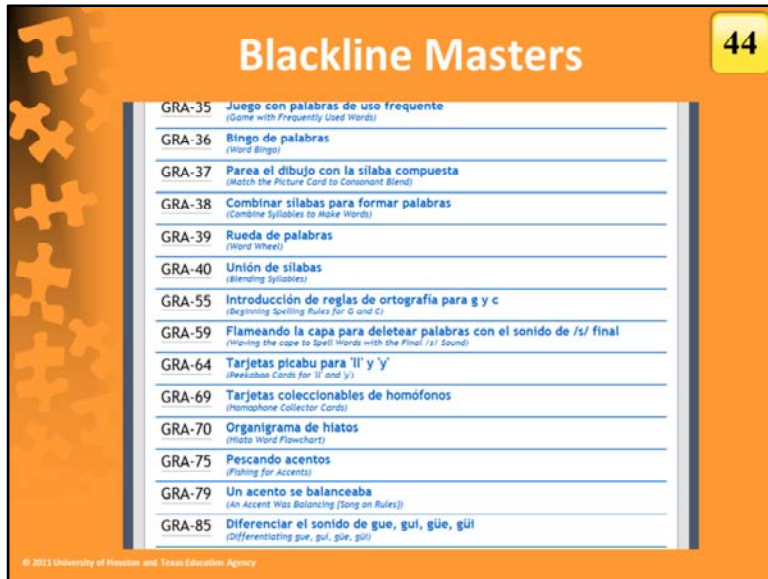 Blackline Masters
44
GRA-35 Juego con palabras de uso frequente
(Game with Frequently Used Words)
GRA-36 Bingo de palabras
(Word Bingo)
GRA-37 Parea el dibujo con la sílaba compuesta
(Match the Picture Card to Consonant Blend)
GRA-38 Combinar sílabas para formar palabras
(Combine Syllables to Make Words)
GRA-39 Rueda de palabras
(Word Wheel)
GRA-40 Unión de sílabas
(Blending Syllables)
GRA-55 Introducción de reglas de ortografía para g y c
(Beginning Spelling Rules for G and C)
GRA-59 Flameando la capa para deletear palabras con el sonido de /s/ final
(Waving the cape to Spell Words with the Final /s/ Sound)
GRA-64 Tarjetas picabu para 'll' y 'y'
(Peekaboo Cards for 'll' and 'y')
GRA-69 Tarjetas coleccionables de homófonos
(Homophone Collector Cards)
GRA-70 Organigrama de hiatos
(Hiato Word Flowchart)
GRA-75 Pescando acentos
(Fishing for Accents)
GRA-79 Un acento se balanceaba
(An Accent Was Balancing [Song on Rules])
GRA-85 Diferenciar el sonido de gue, gui, güe, güi
(Differentiating gue, gui, güe, güi)
© 2011 University of Houston and Texas Education Agency